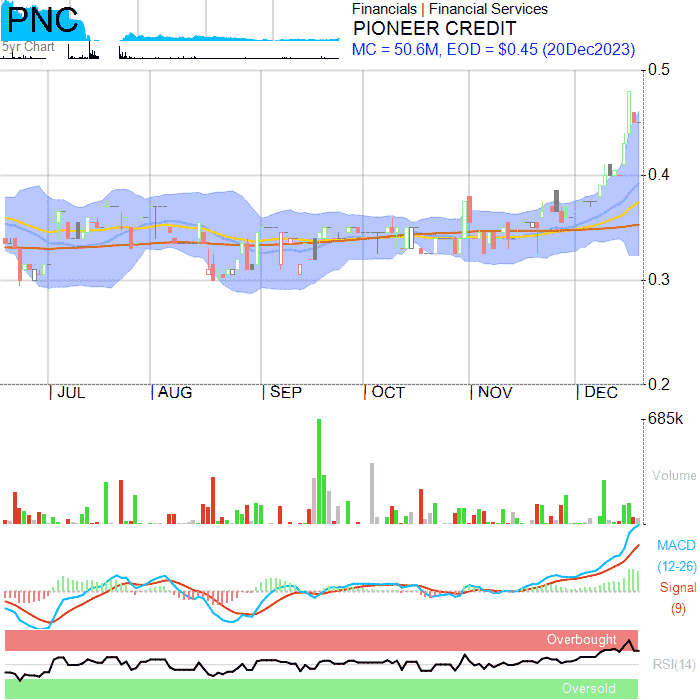 PNC
5yr Chart
Financials | Financial Services
PIONEER CREDIT
MC = 50.6M, EOD = $0.45 (20Dec2023)
0.5
0.4
0.3
0.2
JUL AUG SEP OCT NOV DEC
685k
Volume
MACD
(12-26)
Signal
(9)
Overbought
RSI(14)
Oversold